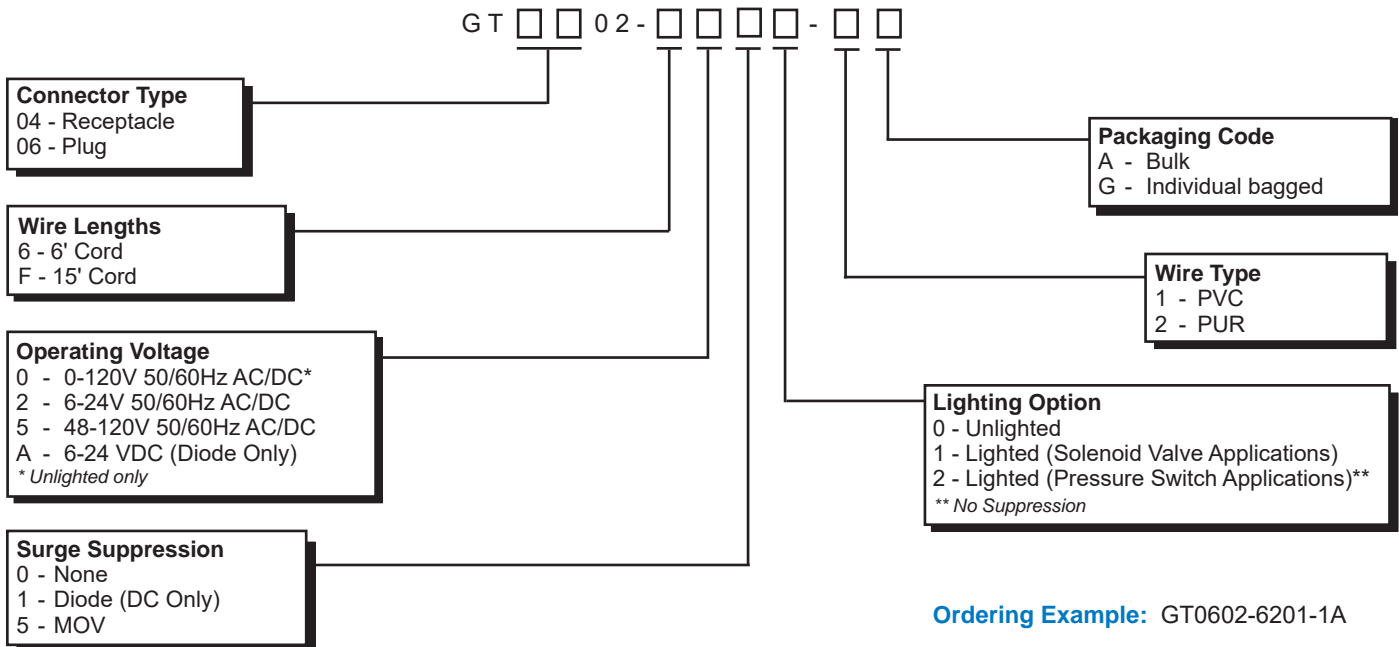 GT □ □ 02-□ □ □ □ - □ □
Connector Type
04 - Receptacle
06 - Plug
Wire Lengths
6 - 6' Cord
F - 15' Cord
Operating Voltage
0 - 0-120V 50/60Hz AC/DC*
2 - 6-24V 50/60Hz AC/DC
5 - 48-120V 50/60Hz AC/DC
A - 6-24 VDC (Diode Only)
* Unlighted only
Surge Suppression
0 - None
1 - Diode (DC Only)
5 - MOV
Packaging Code
A - Bulk
G - Individual bagged
Wire Type
1 - PVC
2 - PUR
Lighting Option
0 - Unlighted
1 - Lighted (Solenoid Valve Applications)
2 - Lighted (Pressure Switch Applications)**
** No Suppression
Ordering Example: GT0602-6201-1A